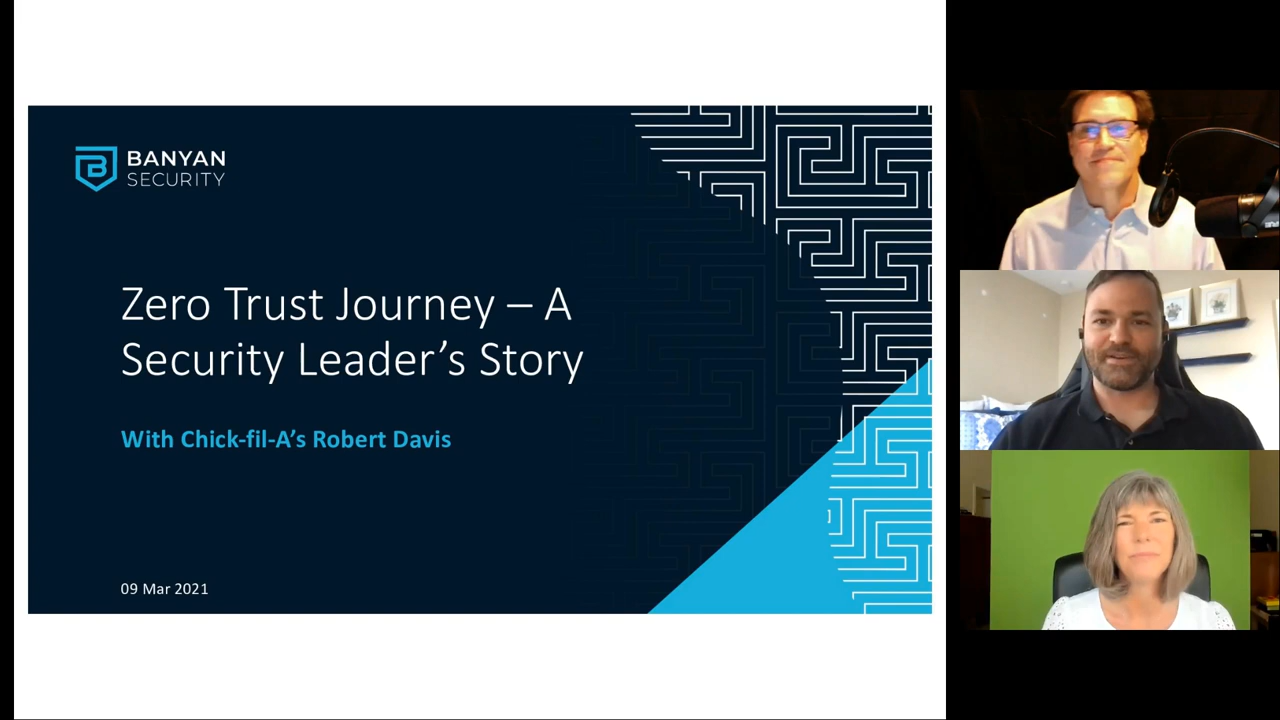 BANYAN
SECURITY
Zero Trust Journey – A
Security Leader’s Story
With Chick-fil-A’s Robert Davis
09 Mar 2021